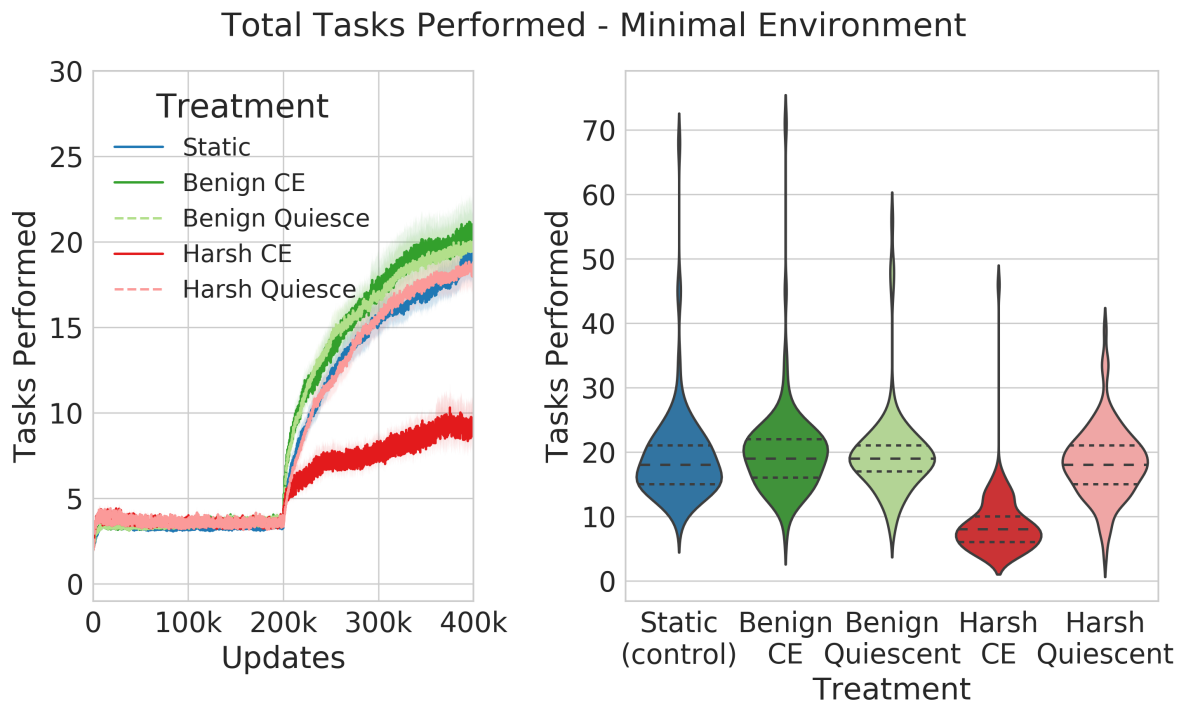 Total Tasks Performed - Minimal Environment
30
25
20
15
10
5
0
Tasks Performed
Treatment
Static
Benign CE
Benign Quiesce
Harsh CE
Harsh Quiesce
0 100k 200k 300k 400k
Updates
70
60
50
40
30
20
10
0
Tasks Performed
Static Benign Benign Harsh Harsh
(control) CE Quiescent CE Quiescent
Treatment